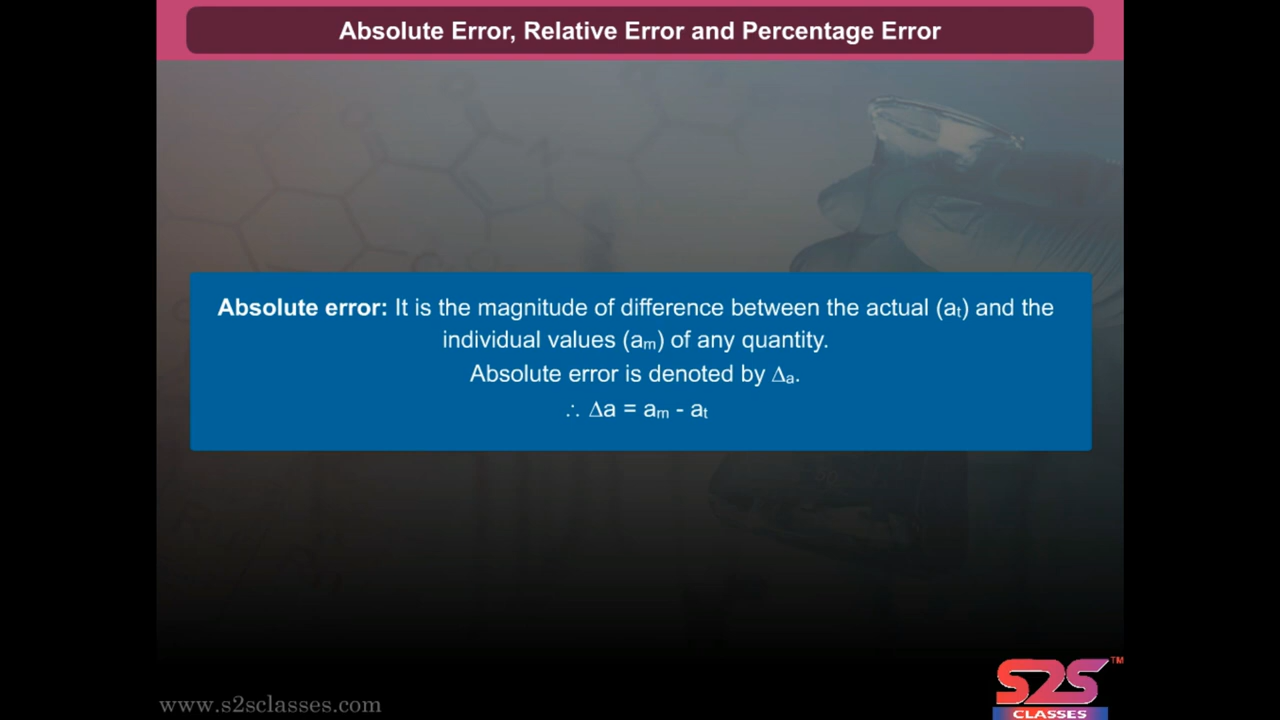 Absolute Error, Relative Error and Percentage Error
Absolute error: It is the magnitude of difference between the actual (aₜ) and the
individual values (aₘ) of any quantity.
Absolute error is denoted by Δₐ.
∴ Δa = aₘ - aₜ
www.s2sclasses.com
S2S™
CLASSES